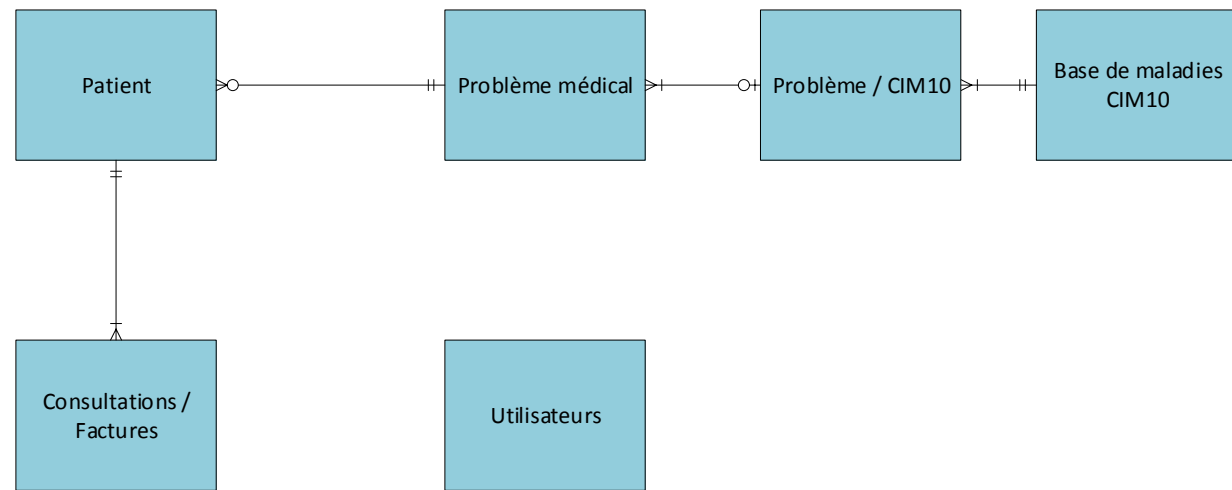 Patient
Problème médical
Problème / CIM10
Base de maladies
CIM10
Consultations /
Factures
Utilisateurs